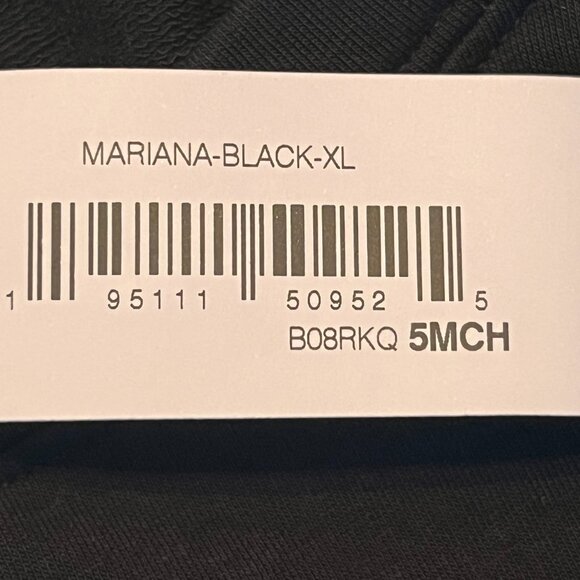 MARIANA-BLACK-XL
1 95111 50952 5
B08RKQ 5MCH